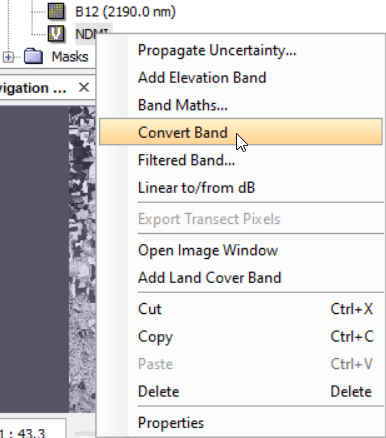 B12 (2190.0 nm)
NDMI
Masks
vigation ... ×
Propagate Uncertainty...
Add Elevation Band
Band Maths...
Convert Band
Filtered Band...
Linear to/from dB
Export Transect Pixels
Open Image Window
Add Land Cover Band
Cut Ctrl+X
Copy Ctrl+C
Paste Ctrl+V
Delete Delete
Properties
1 : 43.3